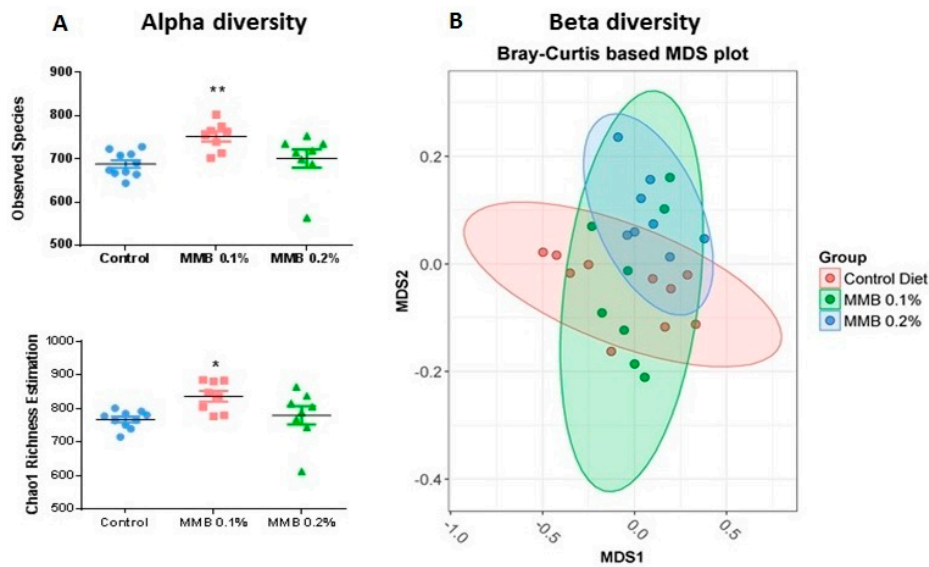 A Alpha diversity
B Beta diversity
Bray-Curtis based MDS plot
Observed Species
900
800
700
600
500
**
Control MMB 0.1% MMB 0.2%
Chao1 Richness Estimation
1000
900
800
700
600
500
*
Control MMB 0.1% MMB 0.2%
MDS2
0.2
0.0
-0.2
-0.4
-1.0 -0.5 0.0 0.5
MDS1
Group
Control Diet
MMB 0.1%
MMB 0.2%